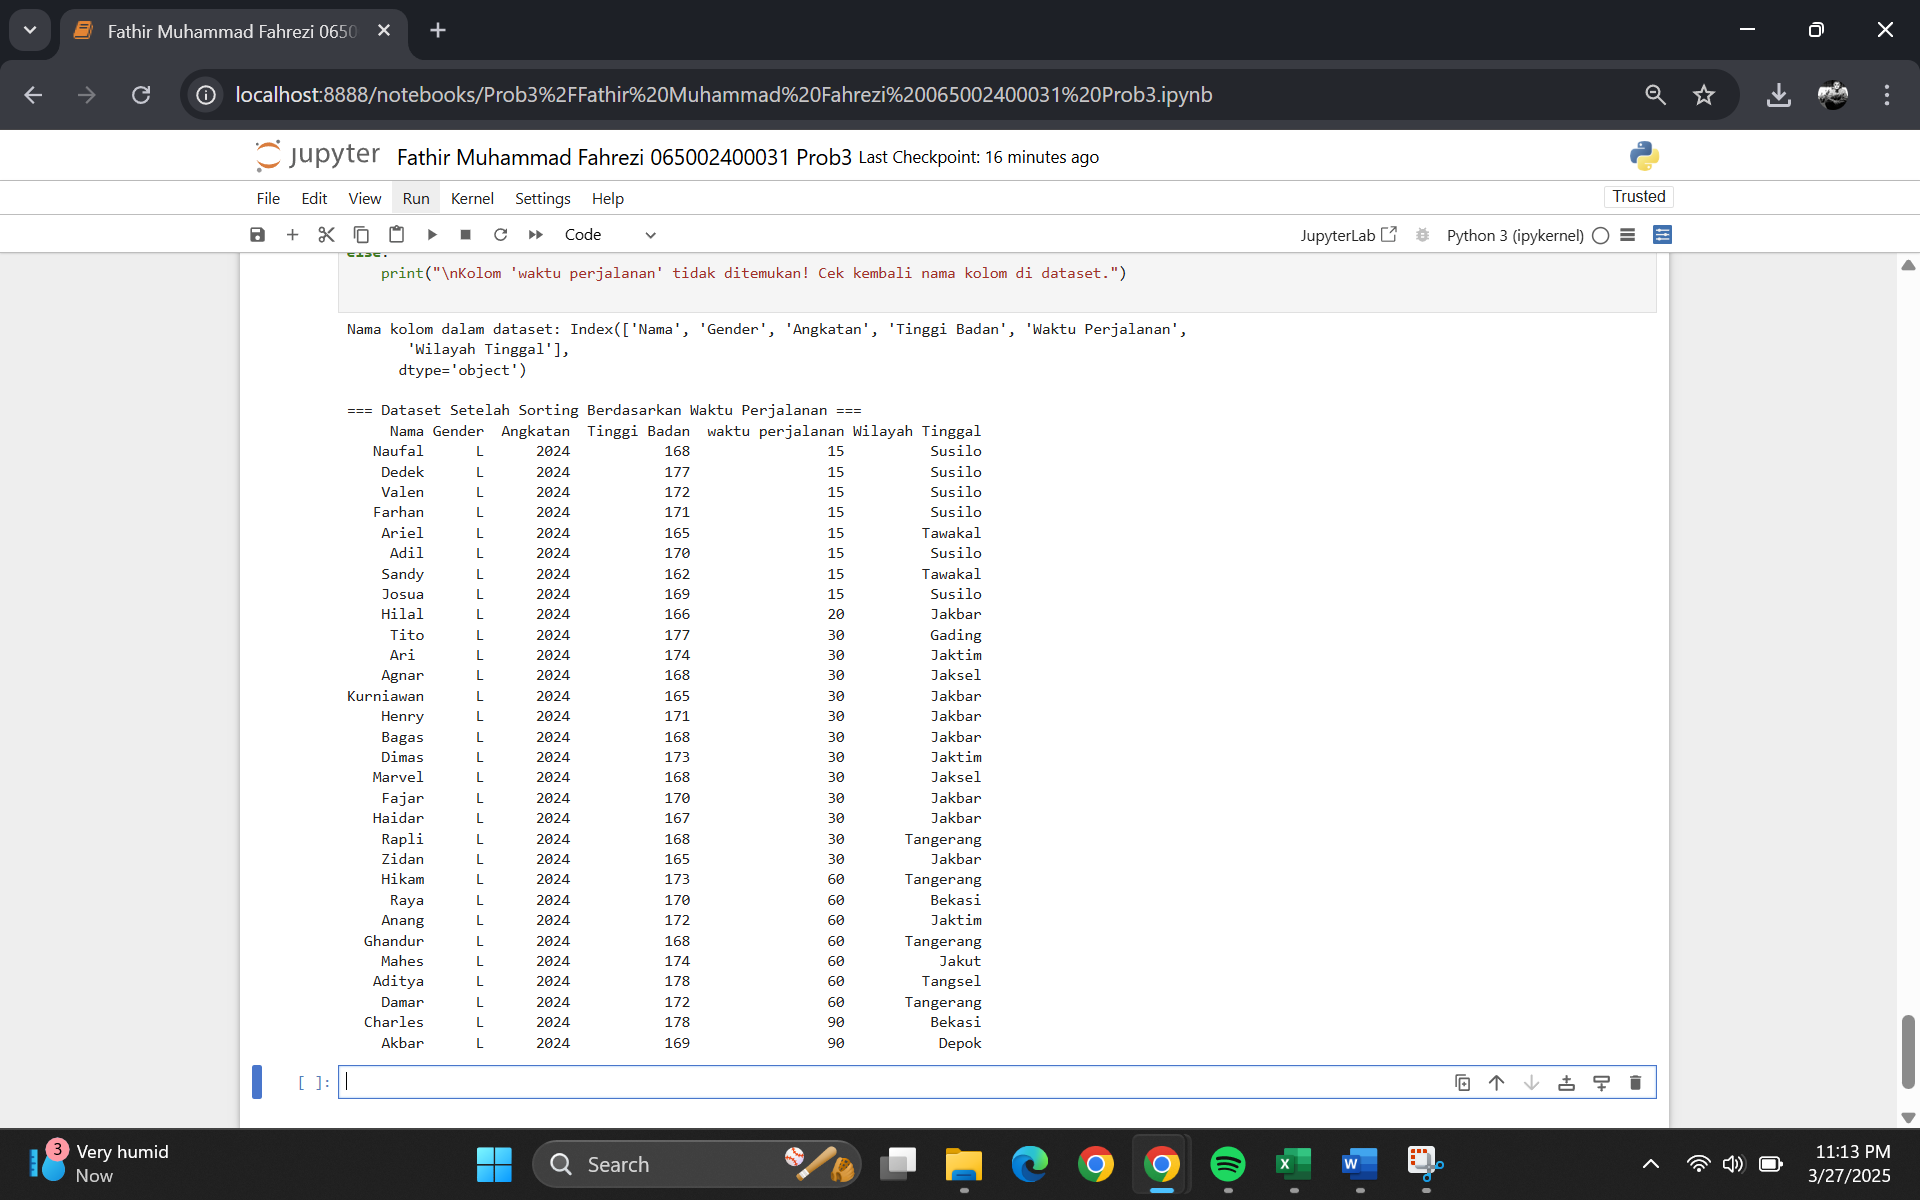 Fathir Muhammad Fahrezi 0650
localhost:8888/notebooks/Prob3%2FFathir%20Muhammad%20Fahrezi%20065002400031%20Prob3.ipynb
jupyter Fathir Muhammad Fahrezi 065002400031 Prob3 Last Checkpoint: 16 minutes ago
File Edit View Run Kernel Settings Help Trusted
Code JupyterLab Python 3 (ipykernel)
else:
print("\nKolom 'waktu perjalanan' tidak ditemukan! Cek kembali nama kolom di dataset.")
Nama kolom dalam dataset: Index(['Nama', 'Gender', 'Angkatan', 'Tinggi Badan', 'Waktu Perjalanan',
'Wilayah Tinggal'],
dtype='object')
=== Dataset Setelah Sorting Berdasarkan Waktu Perjalanan ===
Nama Gender Angkatan Tinggi Badan waktu perjalanan Wilayah Tinggal
Naufal L 2024 168 15 Susilo
Dedek L 2024 177 15 Susilo
Valen L 2024 172 15 Susilo
Farhan L 2024 171 15 Susilo
Ariel L 2024 165 15 Tawakal
Adil L 2024 170 15 Susilo
Sandy L 2024 162 15 Tawakal
Josua L 2024 169 15 Susilo
Hilal L 2024 166 20 Jakbar
Tito L 2024 177 30 Gading
Ari L 2024 174 30 Jaktim
Agnar L 2024 168 30 Jaksel
Kurniawan L 2024 165 30 Jakbar
Henry L 2024 171 30 Jakbar
Bagas L 2024 168 30 Jakbar
Dimas L 2024 173 30 Jaktim
Marvel L 2024 168 30 Jaksel
Fajar L 2024 170 30 Jakbar
Haidar L 2024 167 30 Jakbar
Rapli L 2024 168 30 Tangerang
Zidan L 2024 165 30 Jakbar
Hikam L 2024 173 60 Tangerang
Raya L 2024 170 60 Bekasi
Anang L 2024 172 60 Jaktim
Ghandur L 2024 168 60 Tangerang
Mahes L 2024 174 60 Jakut
Aditya L 2024 178 60 Tangsel
Damar L 2024 172 60 Tangerang
Charles L 2024 178 90 Bekasi
Akbar L 2024 169 90 Depok
[ ]:
3 Very humid
Now
Search
11:13 PM
3/27/2025